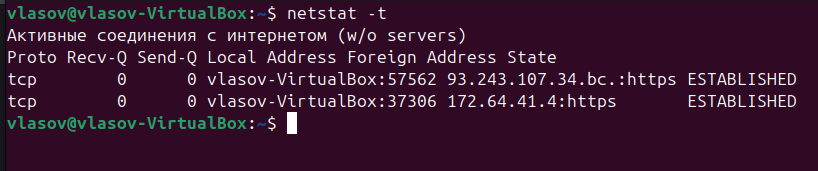 vlasov@vlasov-VirtualBox:~$ netstat -t
Активные соединения с интернетом (w/o servers)
Proto Recv-Q Send-Q Local Address Foreign Address State
tcp 0 0 vlasov-VirtualBox:57562 93.243.107.34.bc.:https ESTABLISHED
tcp 0 0 vlasov-VirtualBox:37306 172.64.41.4:https ESTABLISHED
vlasov@vlasov-VirtualBox:~$